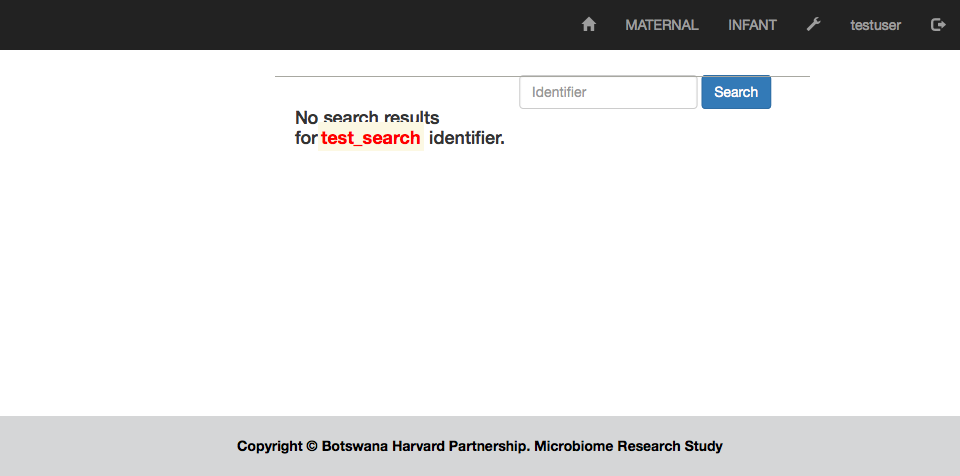 MATERNAL INFANT testuser
Identifier Search
No search results
for test_search identifier.
Copyright © Botswana Harvard Partnership. Microbiome Research Study